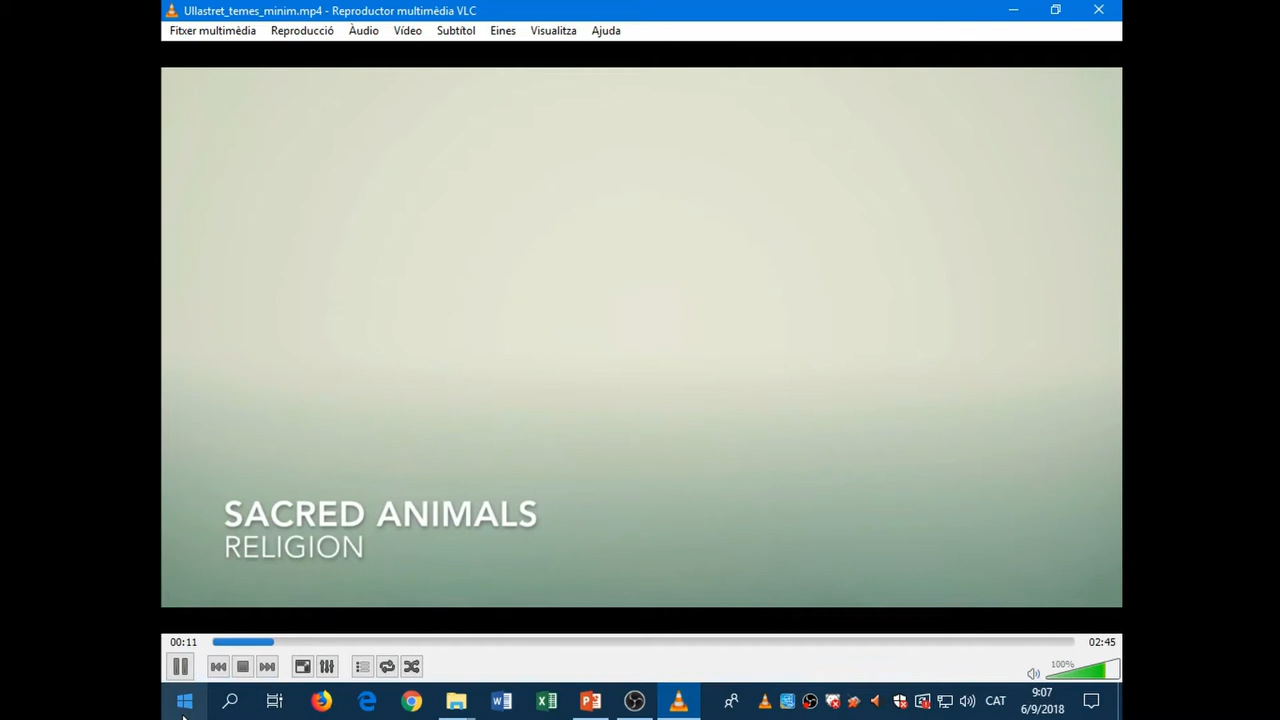 Ullastret_temes_minim.mp4 - Reproductor multimèdia VLC
Fitxer multimèdia Reproducció Àudio Vídeo Subtítol Eines Visualitza Ajuda
SACRED ANIMALS
RELIGION
00:11 02:45
100%
CAT
9:07
6/9/2018